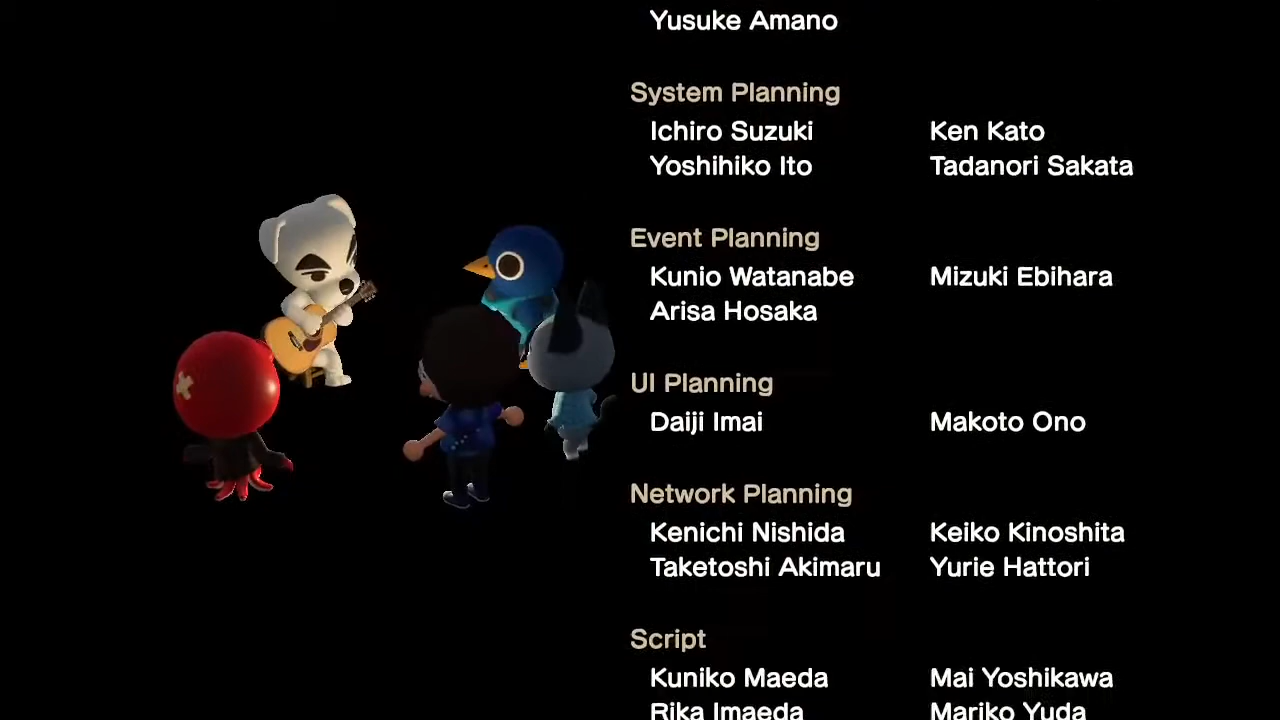 Yusuke Amano
System Planning
Ichiro Suzuki Ken Kato
Yoshihiko Ito Tadanori Sakata
Event Planning
Kunio Watanabe Mizuki Ebihara
Arisa Hosaka
UI Planning
Daiji Imai Makoto Ono
Network Planning
Kenichi Nishida Keiko Kinoshita
Taketoshi Akimaru Yurie Hattori
Script
Kuniko Maeda Mai Yoshikawa
Rika Imaeda Mariko Yuda